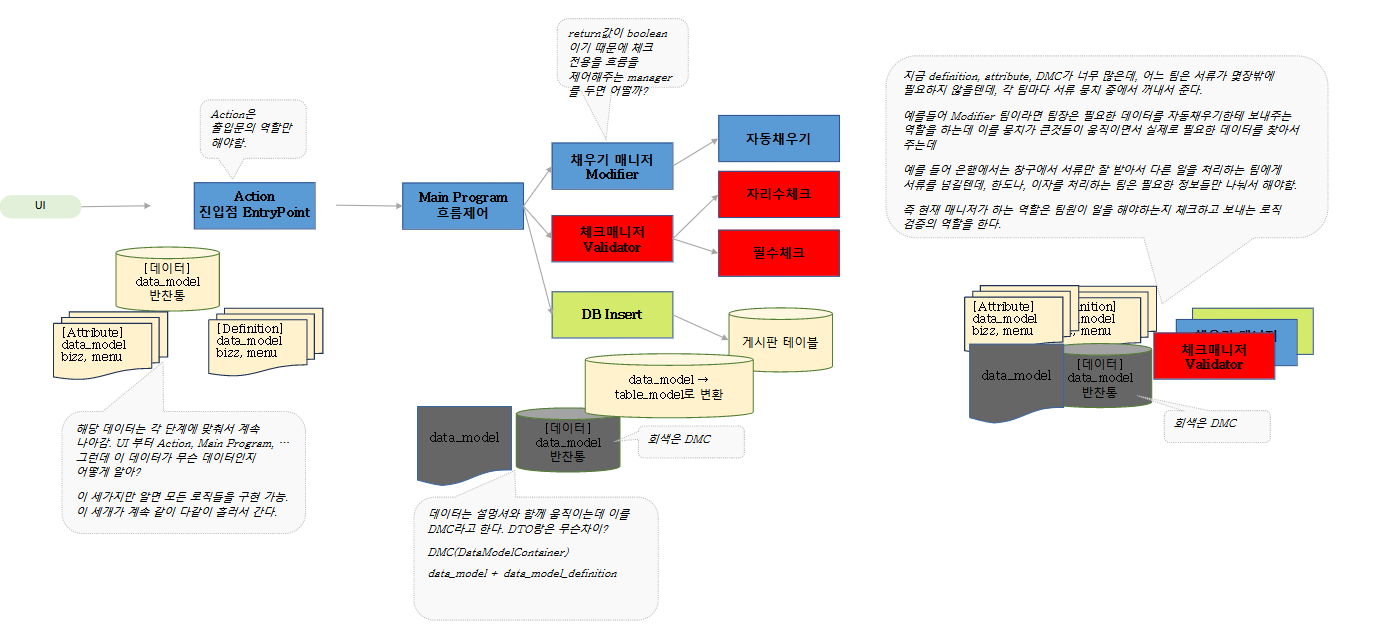 return값이 boolean
이기 때문에 체크
전용을 흐름을
제어해주는 manager
를 두면 어떨까?
Action은
출입문의 역할만
해야함.
UI
Action
진입점 EntryPoint
Main Program
흐름제어
채우기 매니저
Modifier
체크매니저
Validator
DB Insert
자동채우기
자리수체크
필수체크
게시판 테이블
data_model →
table_model로 변환
[데이터]
data_model
반찬통
[Attribute]
data_model
bizz, menu
[Definition]
data_model
bizz, menu
해당 데이터는 각 단계에 맞춰서 계속
나아감. UI 부터 Action, Main Program, …
그런데 이 데이터가 무슨 데이터인지
어떻게 알아?
이 세가지만 알면 모든 로직들을 구현 가능.
이 세개가 계속 같이 다같이 흘러서 간다.
data_model
[데이터]
data_model
반찬통
회색은 DMC
데이터는 설명셔와 함께 움직이는데 이를
DMC라고 한다. DTO랑은 무슨차이?
DMC(DataModelContainer)
data_model + data_model_definition
지금 definition, attribute, DMC가 너무 많은데, 어느 팀은 서류가 몇장밖에
필요하지 않을텐데, 각 팀마다 서류 뭉치 중에서 꺼내서 준다.
예를들어 Modifier 팀이라면 팀장은 필요한 데이터를 자동채우기한테 보내주는
역할을 하는데 이를 뭉치가 큰것들이 움직이면서 실제로 필요한 데이터를 찾아서
주는데
예를 들어 은행에서는 창구에서 서류만 잘 받아서 다른 일을 처리하는 팀에게
서류를 넘길텐데, 한도나, 이자를 처리하는 팀은 필요한 정보들만 나눠서 해야함.
즉 현재 매니저가 하는 역할은 팀원이 일을 해야하는지 체크하고 보내는 로직
검증의 역할을 한다.
[Attribute]
data_model
bizz, menu
nition]
model
, menu
data_model
[데이터]
data_model
반찬통
체크매니저
Validator
회색은 DMC